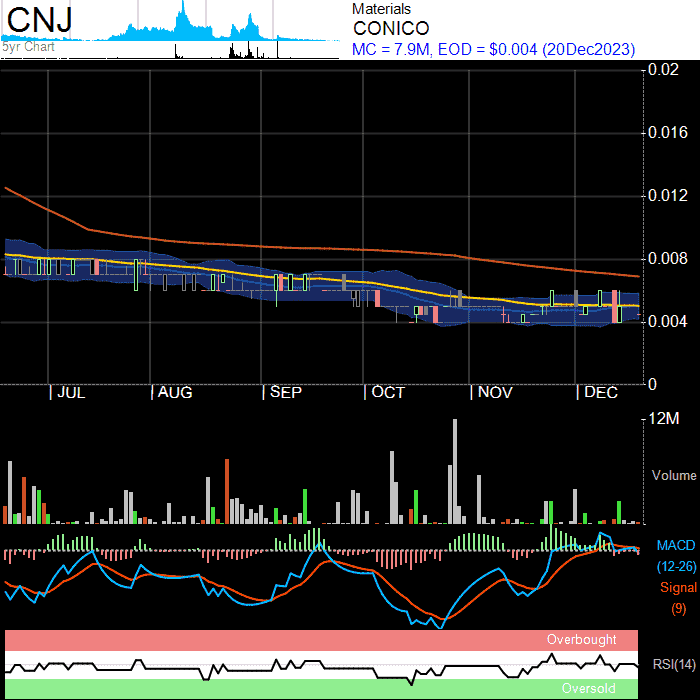 CNJ
5yr Chart
Materials
CONICO
MC = 7.9M, EOD = $0.004 (20Dec2023)
0.02
0.016
0.012
0.008
0.004
0
JUL AUG SEP OCT NOV DEC
12M
Volume
MACD
(12-26)
Signal
(9)
Overbought
RSI(14)
Oversold